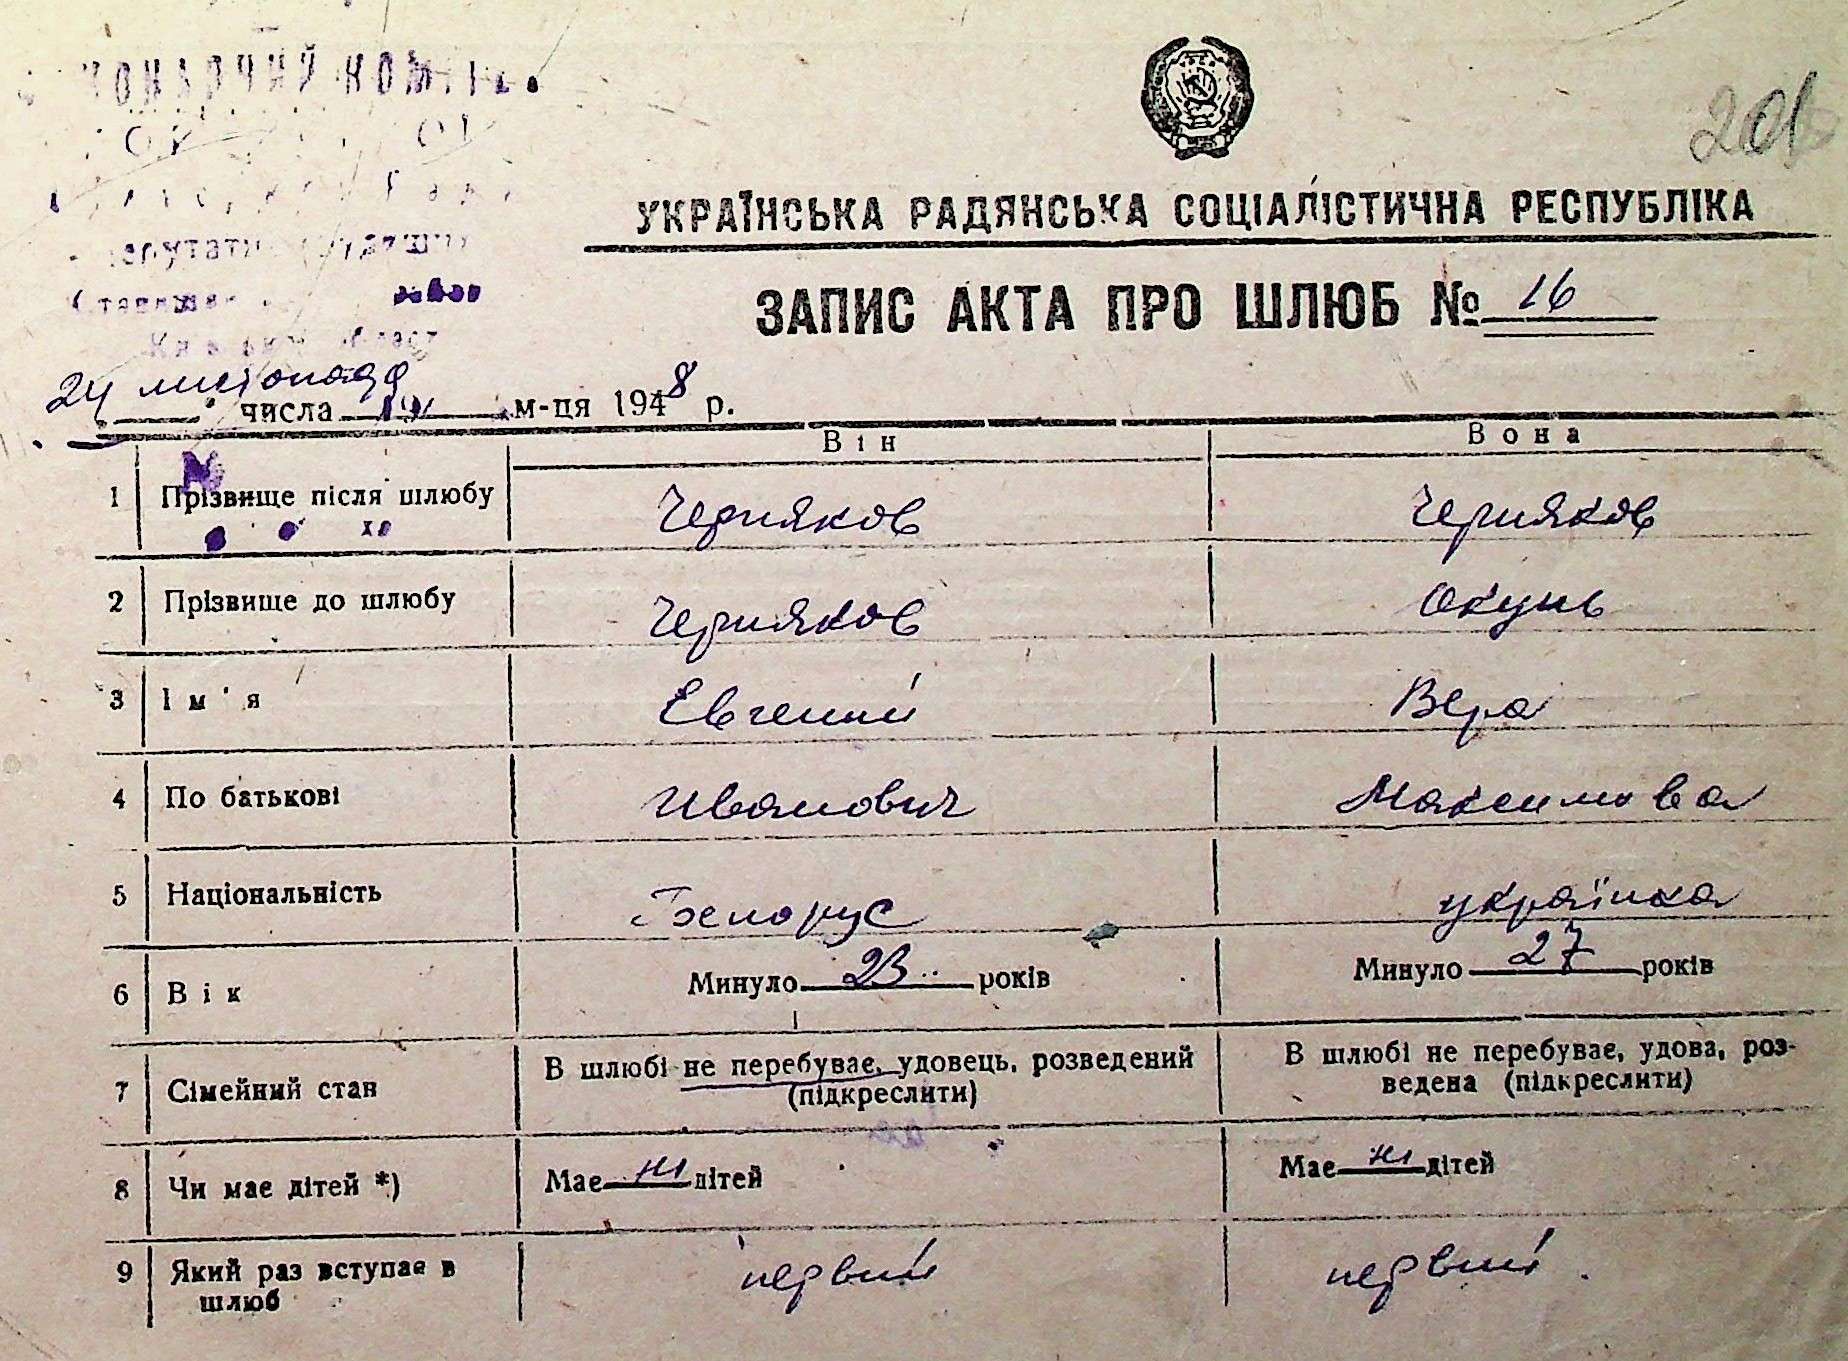 201
УКРАЇНСЬКА РАДЯНСЬКА СОЦІАЛІСТИЧНА РЕСПУБЛІКА
ЗАПИС АКТА ПРО ШЛЮБ № 16
24 листопада
числа м-ця 1948 р.
Він Вона
1 Прізвище після шлюбу Черняков Черняков
2 Прізвище до шлюбу Черняков Окунь
3 Ім'я Евгений Вера
4 По батькові Иванович Максимова
5 Національність Белорус українка
6 Вік Минуло 23 років Минуло 27 років
7 Сімейний стан В шлюбі не перебуває, удовець, розведений В шлюбі не перебуває, удова, роз-
(підкреслити) ведена (підкреслити)
8 Чи має дітей *) Має ні дітей Має ні дітей
9 Який раз вступає в первий первий
шлюб